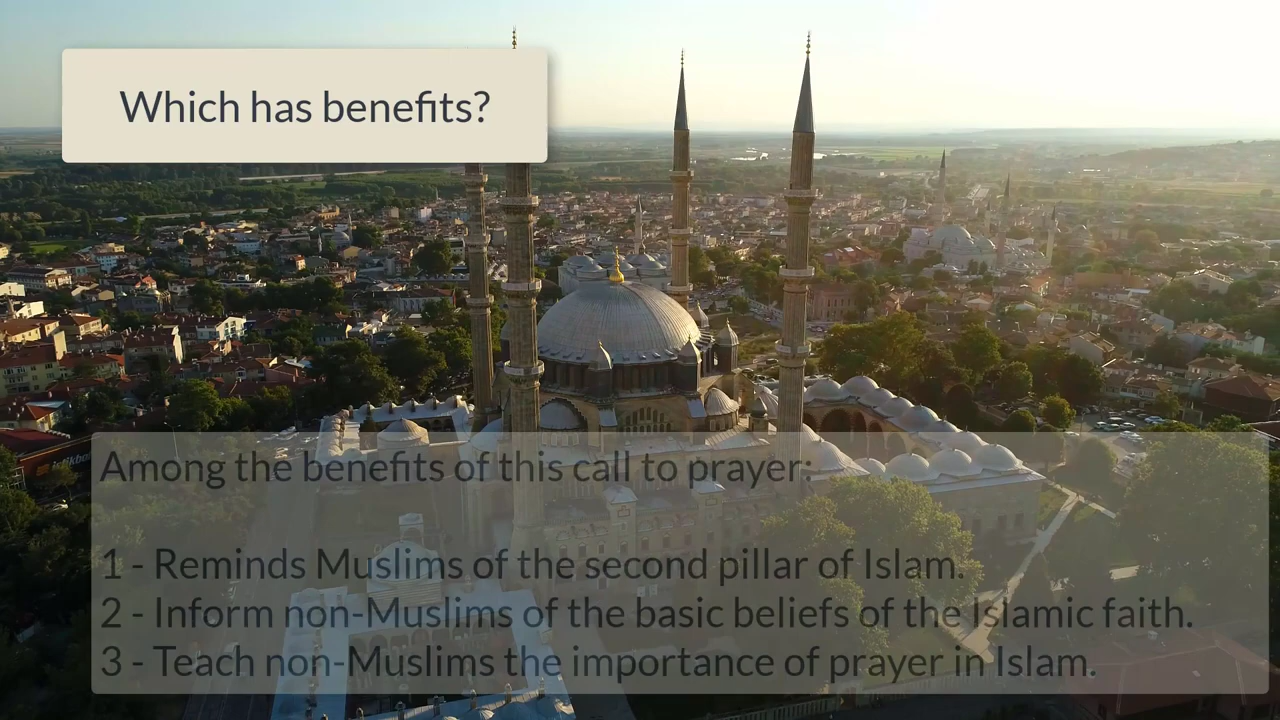 Which has benefits?
Among the benefits of this call to prayer:
1 - Reminds Muslims of the second pillar of Islam.
2 - Inform non-Muslims of the basic beliefs of the Islamic faith.
3 - Teach non-Muslims the importance of prayer in Islam.